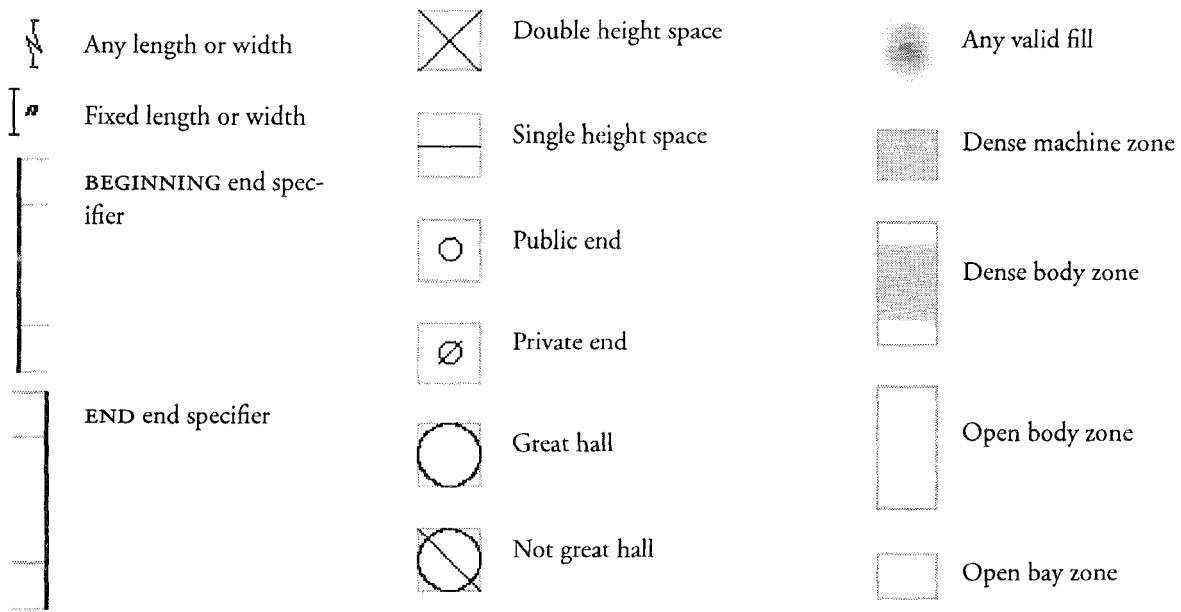 Any length or width
n Fixed length or width
BEGINNING end spec-
ifier
END end specifier
Double height space
Single height space
Public end
Private end
Great hall
Not great hall
Any valid fill
Dense machine zone
Dense body zone
Open body zone
Open bay zone